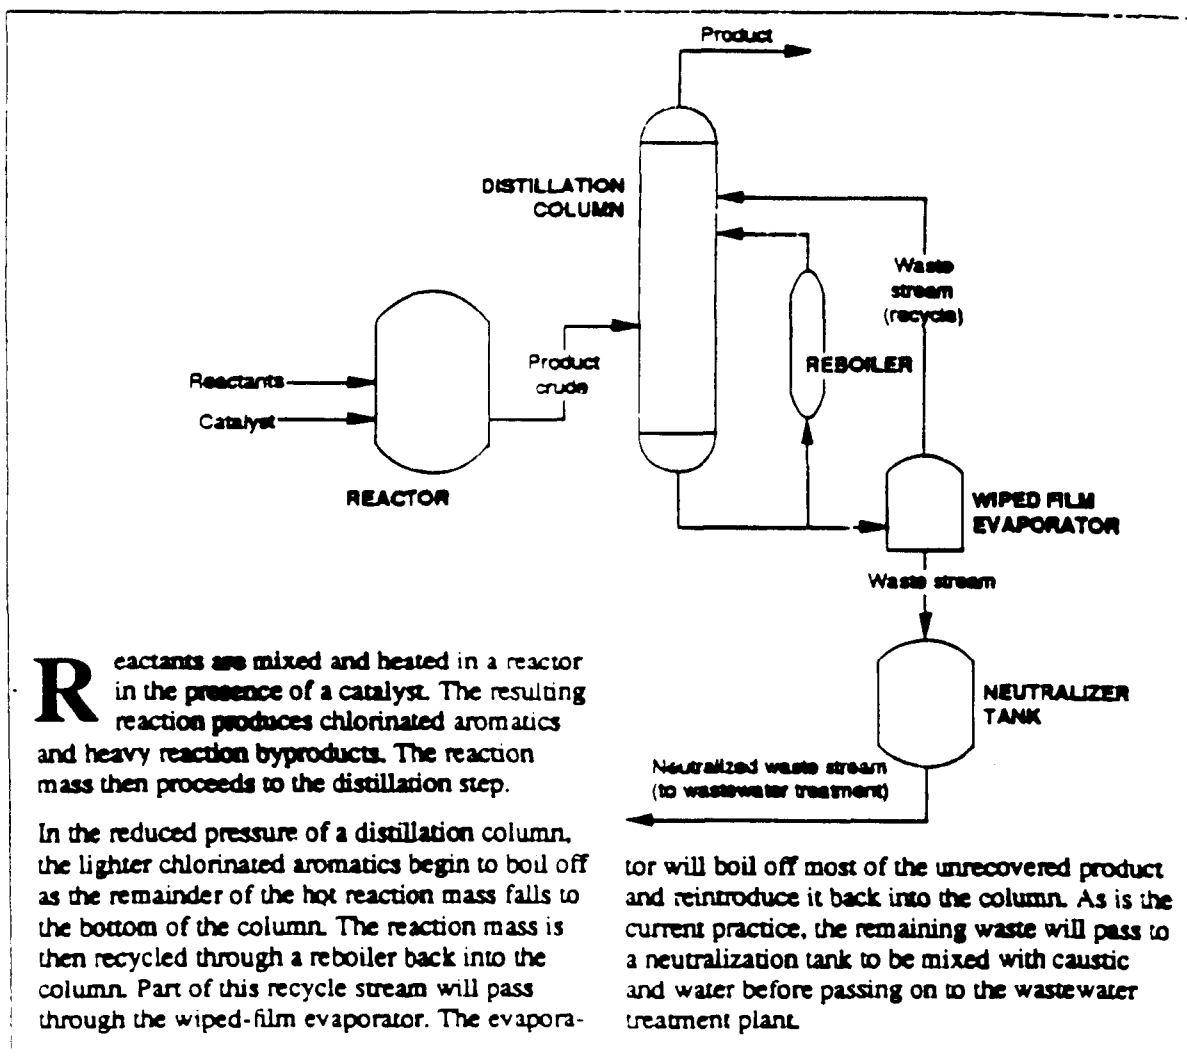 Product
DISTILLATION
COLUMN
Waste
stream
(recycle)
REBOILER
Product
crude
Reactants
Catalyst
REACTOR
WIPED FILM
EVAPORATOR
Waste stream
NEUTRALIZER
TANK
Neutralized waste stream
(to wastewater treatment)
Reactants are mixed and heated in a reactor
in the presence of a catalyst. The resulting
reaction produces chlorinated aromatics
and heavy reaction byproducts. The reaction
mass then proceeds to the distillation step.
In the reduced pressure of a distillation column,
the lighter chlorinated aromatics begin to boil off
as the remainder of the hot reaction mass falls to
the bottom of the column. The reaction mass is
then recycled through a reboiler back into the
column. Part of this recycle stream will pass
through the wiped-film evaporator. The evapora-
tor will boil off most of the unrecovered product
and reintroduce it back into the column. As is the
current practice, the remaining waste will pass to
a neutralization tank to be mixed with caustic
and water before passing on to the wastewater
treatment plant.